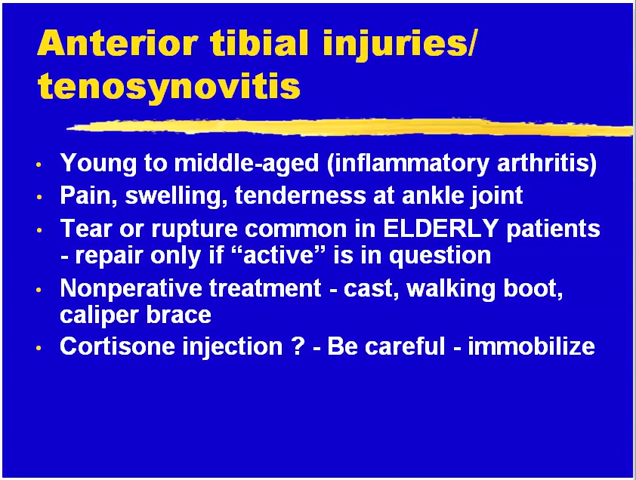 Anterior tibial injuries/
tenosynovitis
• Young to middle-aged (inflammatory arthritis)
• Pain, swelling, tenderness at ankle joint
• Tear or rupture common in ELDERLY patients
- repair only if “active” is in question
• Nonperative treatment - cast, walking boot,
caliper brace
• Cortisone injection ? - Be careful - immobilize